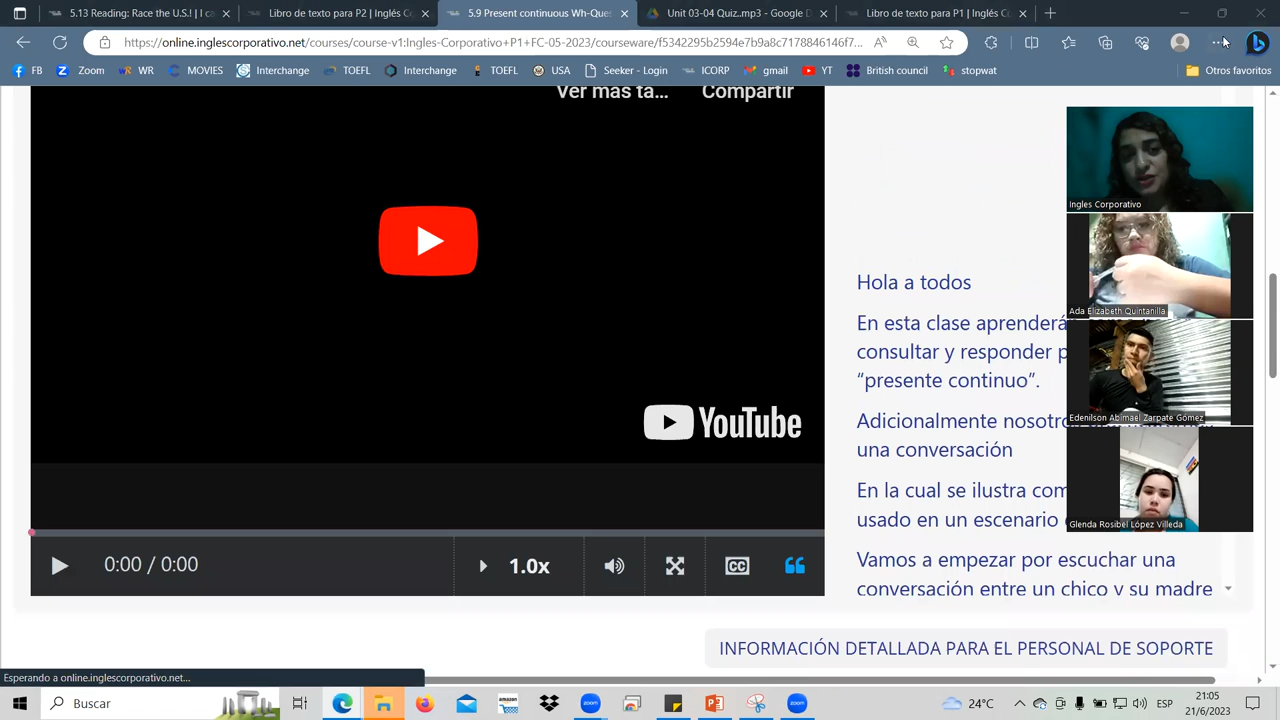 5.13 Reading: Race the U.S.! | I ca
Libro de texto para P2 | Inglés C
5.9 Present continuous Wh-Ques
Unit 03-04 Quiz..mp3 - Google D
Libro de texto para P1 | Inglés C
https://online.inglescorporativo.net/courses/course-v1:Ingles-Corporativo+P1+FC-05-2023/courseware/f5342295b2594e7b9a8c7178846146f7...
FB
Zoom
WR
MOVIES
Interchange
TOEFL
Interchange
TOEFL
USA
Seeker - Login
ICORP
gmail
YT
British council
stopwat
Otros favoritos
Ver más ta...
Compartir
YouTube
0:00 / 0:00
1.0x
CC
Hola a todos
En esta clase aprenderá
consultar y responder p
"presente continuo".
Adicionalmente nosotro
una conversación
En la cual se ilustra com
usado en un escenario
Vamos a empezar por escuchar una
conversación entre un chico y su madre
Ingles Corporativo
Ada Elizabeth Quintanilla
Edenilson Abimael Zarpate Gómez
Glenda Rosibel López Villeda
INFORMACIÓN DETALLADA PARA EL PERSONAL DE SOPORTE
Esperando a online.inglescorporativo.net...
Buscar
amazon
zoom
zoom
24°C
ESP
21:05
21/6/2023